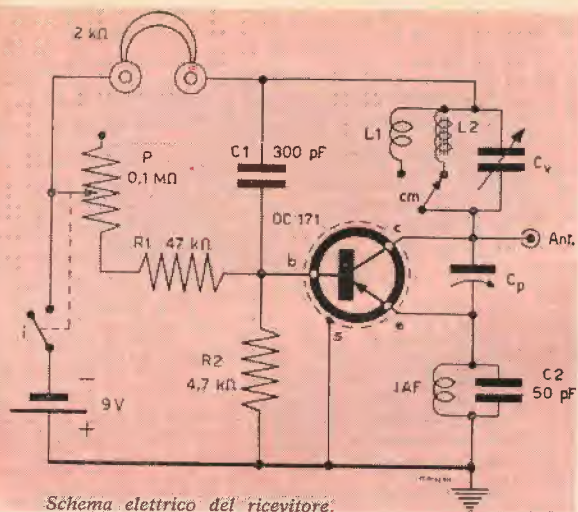 2 kΩ
P
0,1 MΩ
C1 300 pF
L1
L2
Cv
cm
OC 171
c
Ant.
R1 47 kΩ
b
Cp
e
s
R2
4,7 kΩ
JAF
C2
50 pF
i
−
9V
+
Schema elettrico del ricevitore.